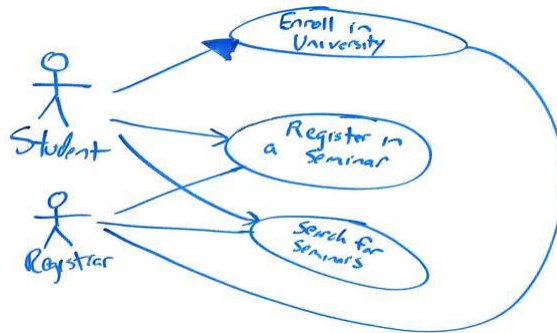 Enroll in
University
Student
Register in
a Seminar
Registrar
Search for
Seminars